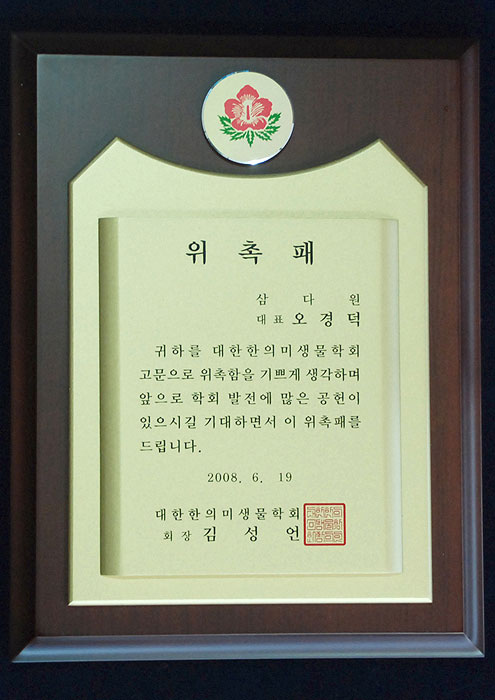 위 촉 패
삼 다 원
대표 오 경 덕
귀하를 대한한의미생물학회
고문으로 위촉함을 기쁘게 생각하며
앞으로 학회 발전에 많은 공헌이
있으시길 기대하면서 이 위촉패를
드립니다.
2008. 6. 19
대한한의미생물학회
회장 김 성 언